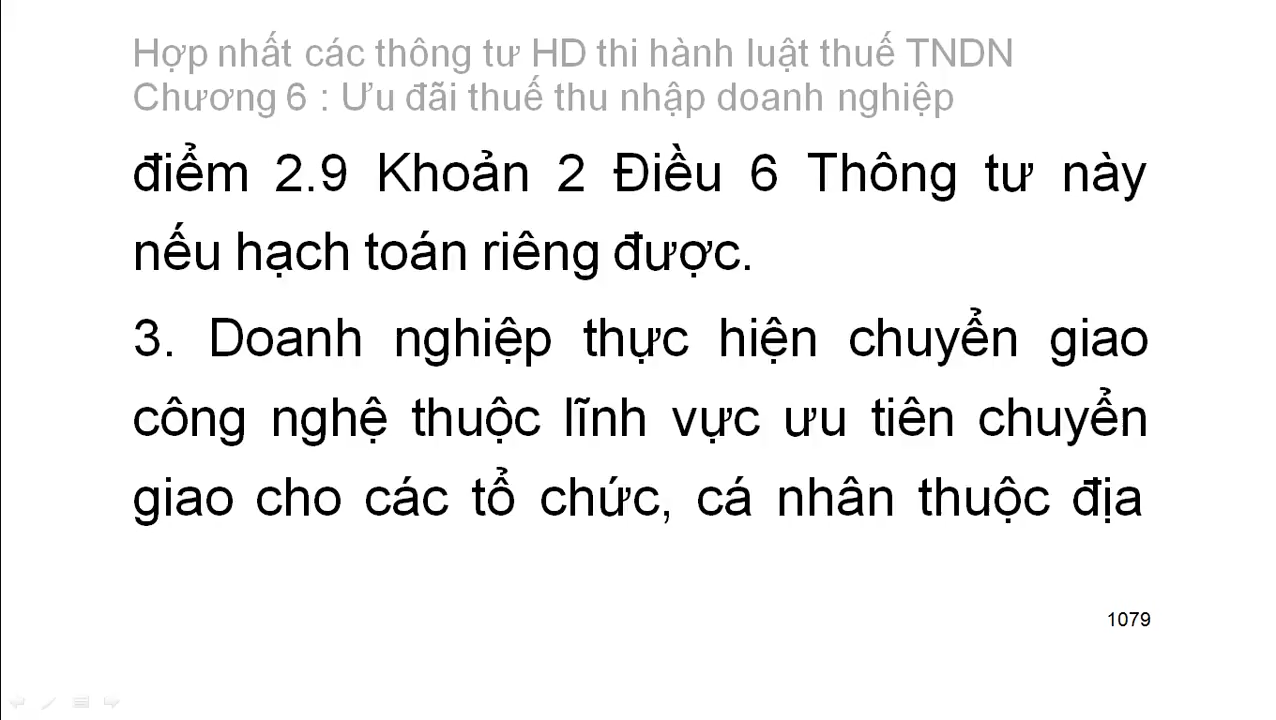 Hợp nhất các thông tư HD thi hành luật thuế TNDN
Chương 6 : Ưu đãi thuế thu nhập doanh nghiệp
điểm 2.9 Khoản 2 Điều 6 Thông tư này
nếu hạch toán riêng được.
3. Doanh nghiệp thực hiện chuyển giao
công nghệ thuộc lĩnh vực ưu tiên chuyển
giao cho các tổ chức, cá nhân thuộc địa
1079